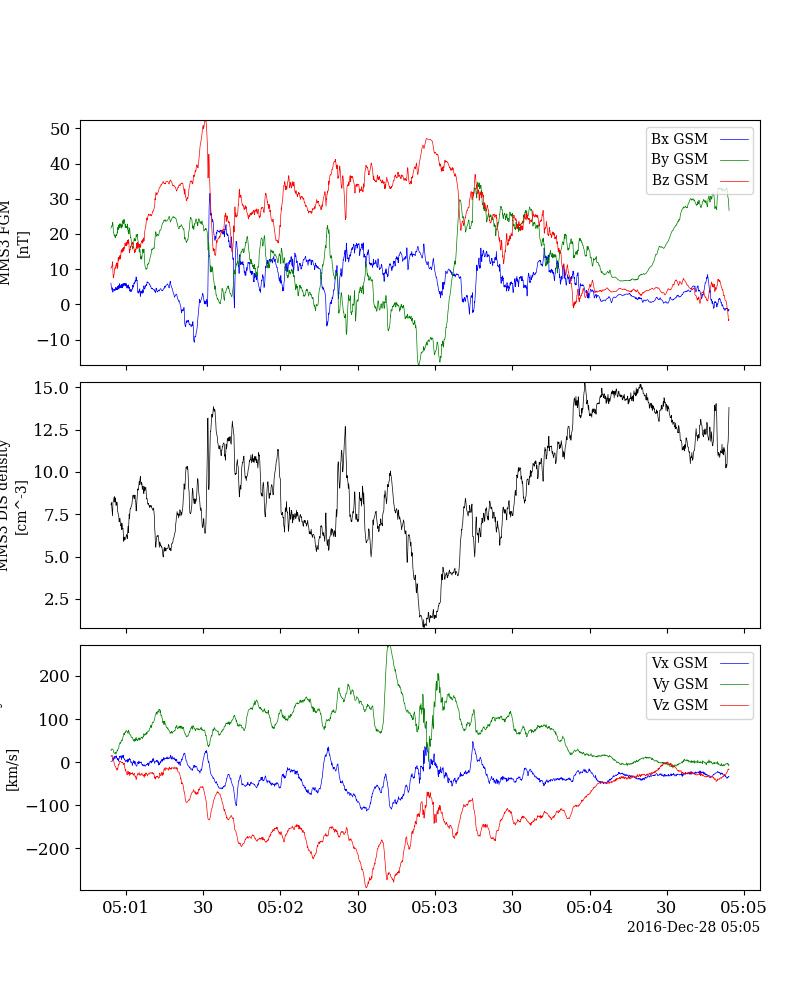 50
40
30
20
10
0
−10
MMS3 FGM
[nT]
Bx GSM
By GSM
Bz GSM
15.0
12.5
10.0
7.5
5.0
2.5
MMS3 DIS density
[cm^-3]
200
100
0
−100
−200
[km/s]
Vx GSM
Vy GSM
Vz GSM
05:01 30 05:02 30 05:03 30 05:04 30 05:05
2016-Dec-28 05:05